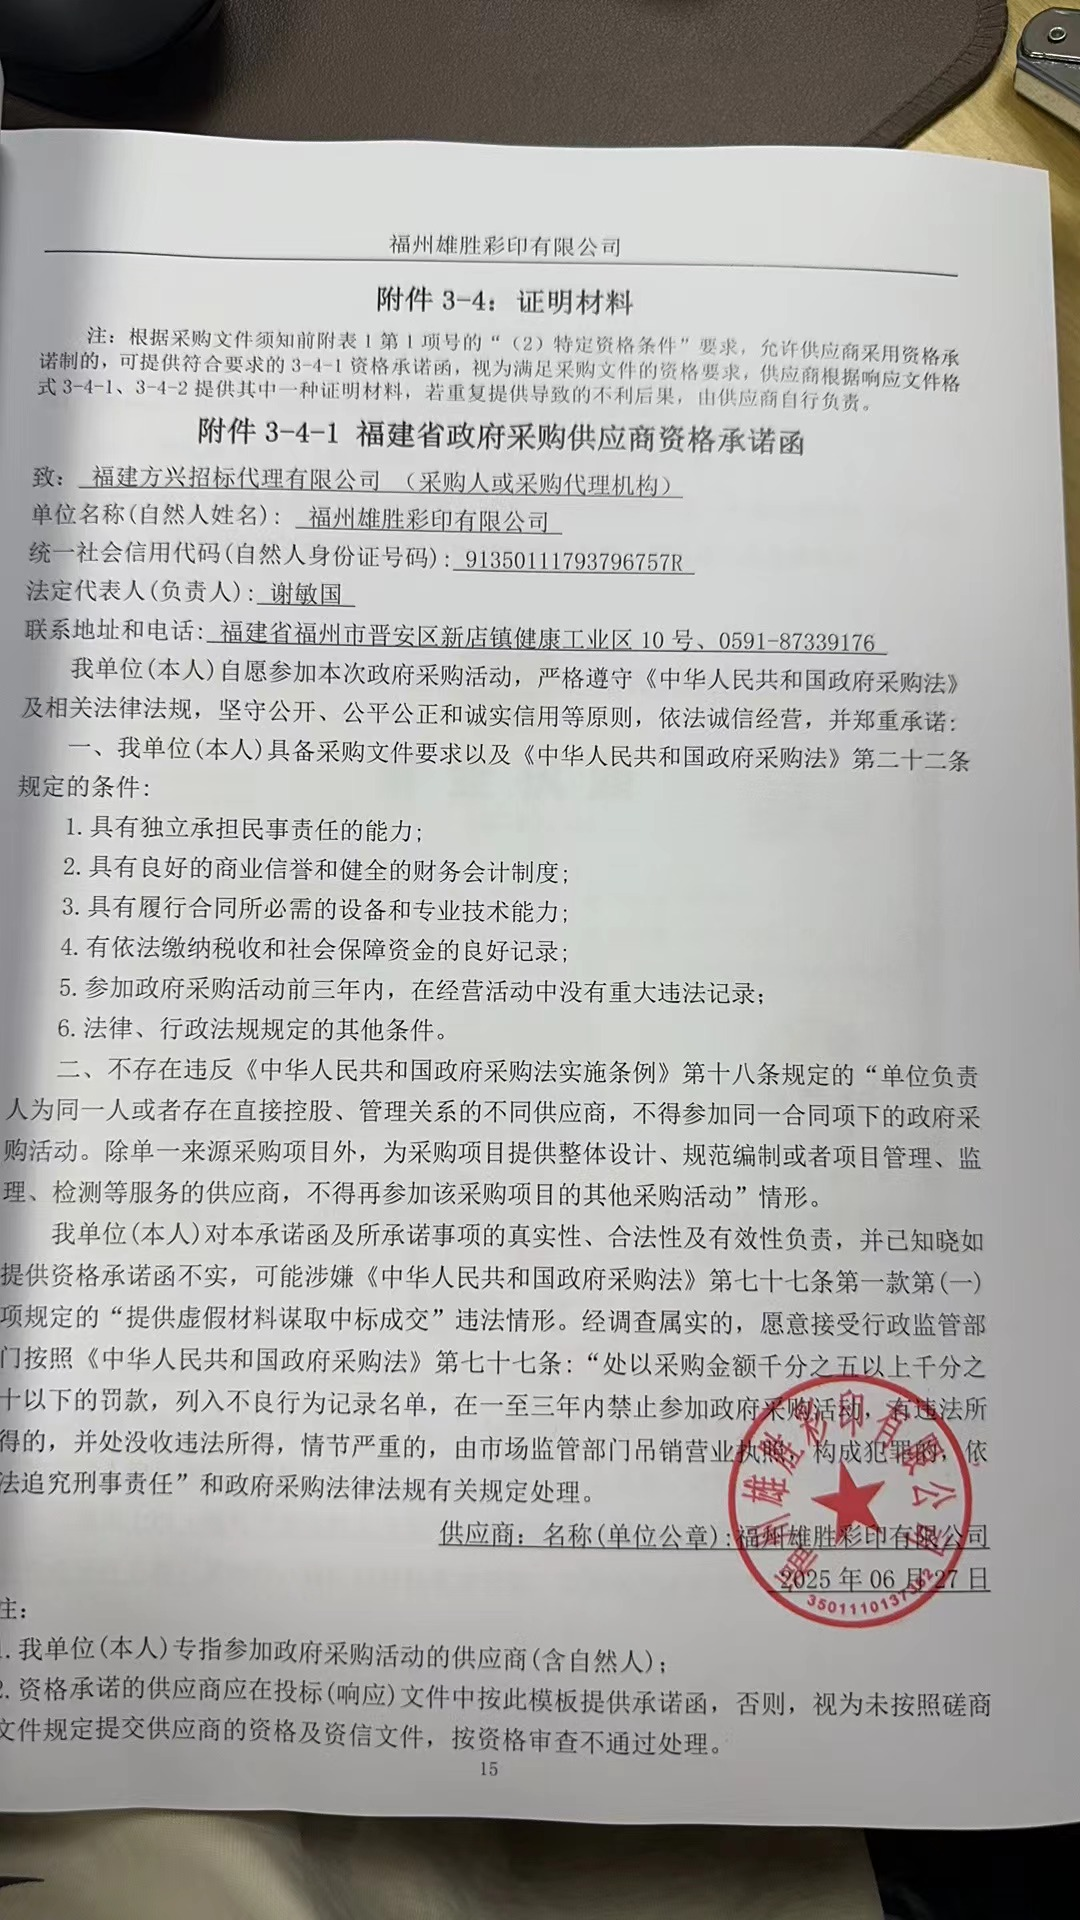 福州雄胜彩印有限公司
附件 3-4：证明材料
注：根据采购文件须知前附表 1 第 1 项号的“（2）特定资格条件”要求，允许供应商采用资格承
诺制的，可提供符合要求的 3-4-1 资格承诺函，视为满足采购文件的资格要求，供应商根据响应文件格
式 3-4-1、3-4-2 提供其中一种证明材料，若重复提供导致的不利后果，由供应商自行负责。
附件 3-4-1 福建省政府采购供应商资格承诺函
致：福建方兴招标代理有限公司 （采购人或采购代理机构）
单位名称(自然人姓名)：福州雄胜彩印有限公司
统一社会信用代码(自然人身份证号码)：91350111793796757R
法定代表人(负责人)：谢敏国
联系地址和电话：福建省福州市晋安区新店镇健康工业区 10 号、0591-87339176
我单位(本人)自愿参加本次政府采购活动，严格遵守《中华人民共和国政府采购法》
及相关法律法规，坚守公开、公平公正和诚实信用等原则，依法诚信经营，并郑重承诺：
一、我单位(本人)具备采购文件要求以及《中华人民共和国政府采购法》第二十二条
规定的条件：
1.具有独立承担民事责任的能力；
2.具有良好的商业信誉和健全的财务会计制度；
3.具有履行合同所必需的设备和专业技术能力；
4.有依法缴纳税收和社会保障资金的良好记录；
5.参加政府采购活动前三年内，在经营活动中没有重大违法记录；
6.法律、行政法规规定的其他条件。
二、不存在违反《中华人民共和国政府采购法实施条例》第十八条规定的“单位负责
人为同一人或者存在直接控股、管理关系的不同供应商，不得参加同一合同项下的政府采
购活动。除单一来源采购项目外，为采购项目提供整体设计、规范编制或者项目管理、监
理、检测等服务的供应商，不得再参加该采购项目的其他采购活动”情形。
我单位(本人)对本承诺函及所承诺事项的真实性、合法性及有效性负责，并已知晓如
提供资格承诺函不实，可能涉嫌《中华人民共和国政府采购法》第七十七条第一款第(一)
项规定的“提供虚假材料谋取中标成交”违法情形。经调查属实的，愿意接受行政监管部
门按照《中华人民共和国政府采购法》第七十七条：“处以采购金额千分之五以上千分之
十以下的罚款，列入不良行为记录名单，在一至三年内禁止参加政府采购活动，有违法所
得的，并处没收违法所得，情节严重的，由市场监管部门吊销营业执照，构成犯罪的，依
法追究刑事责任”和政府采购法律法规有关规定处理。
供应商：名称(单位公章)：福州雄胜彩印有限公司
2025 年 06 月 27 日
福州雄胜彩印有限公司
注：
1.我单位(本人)专指参加政府采购活动的供应商(含自然人)；
2.资格承诺的供应商应在投标(响应)文件中按此模板提供承诺函，否则，视为未按照磋商
文件规定提交供应商的资格及资信文件，按资格审查不通过处理。
15